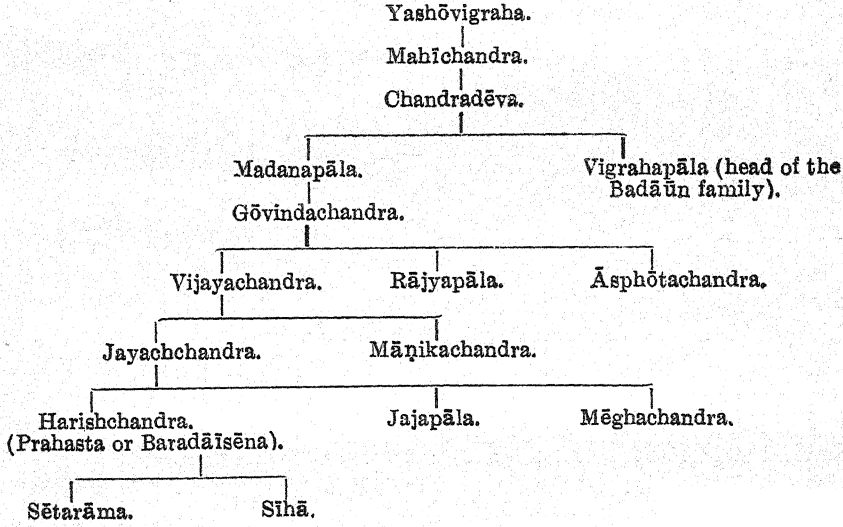 Yashōvigraha.
Mahīchandra.
Chandradēva.
Madanapāla. Vigrahapāla (head of the
Badāūn family).
Gōvindachandra.
Vijayachandra. Rājyapāla. Āsphōtachandra.
Jayachchandra. Māṇikachandra.
Harishchandra. Jajapāla. Mēghachandra.
(Prahasta or Baradāīsēna).
Sētarāma. Sīhā.